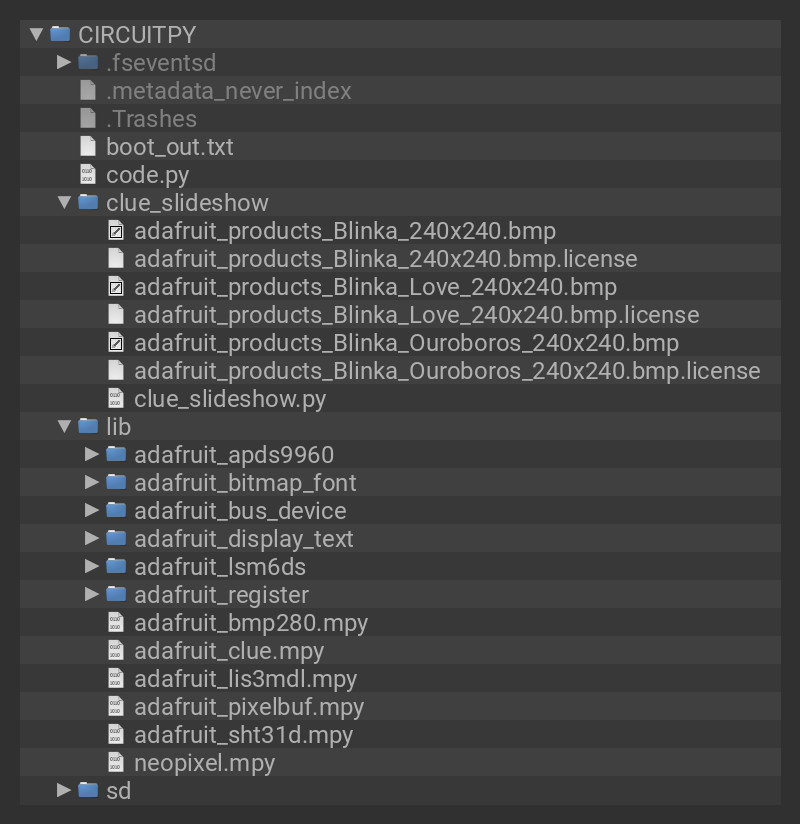 CIRCUITPY
.fseventsd
.metadata_never_index
.Trashes
boot_out.txt
code.py
clue_slideshow
adafruit_products_Blinka_240x240.bmp
adafruit_products_Blinka_240x240.bmp.license
adafruit_products_Blinka_Love_240x240.bmp
adafruit_products_Blinka_Love_240x240.bmp.license
adafruit_products_Blinka_Ouroboros_240x240.bmp
adafruit_products_Blinka_Ouroboros_240x240.bmp.license
clue_slideshow.py
lib
adafruit_apds9960
adafruit_bitmap_font
adafruit_bus_device
adafruit_display_text
adafruit_lsm6ds
adafruit_register
adafruit_bmp280.mpy
adafruit_clue.mpy
adafruit_lis3mdl.mpy
adafruit_pixelbuf.mpy
adafruit_sht31d.mpy
neopixel.mpy
sd